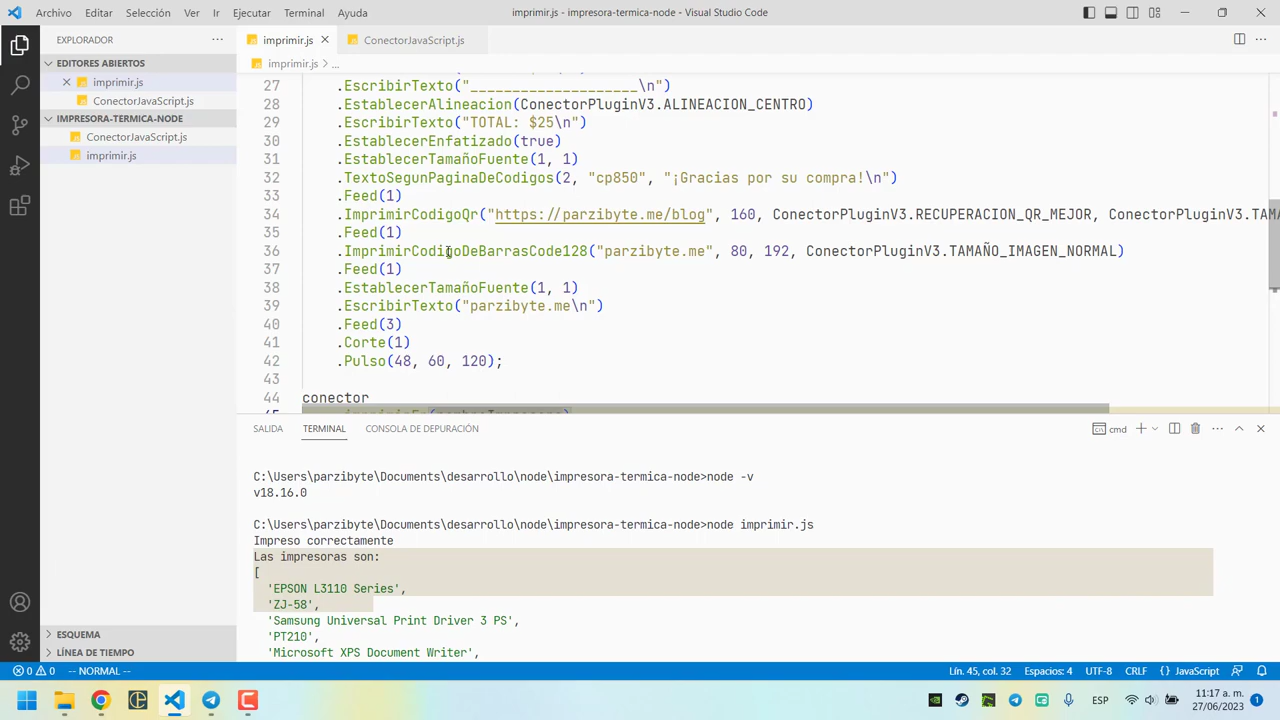 Archivo Editar Selección Ver Ir Ejecutar Terminal Ayuda
imprimir.js - impresora-termica-node - Visual Studio Code
EXPLORADOR
imprimir.js
ConectorJavaScript.js
EDITORES ABIERTOS
imprimir.js > ...
imprimir.js
ConectorJavaScript.js
IMPRESORA-TERMICA-NODE
ConectorJavaScript.js
imprimir.js
27 .EscribirTexto("____________________\n")
28 .EstablecerAlineacion(ConectorPluginV3.ALINEACION_CENTRO)
29 .EscribirTexto("TOTAL: $25\n")
30 .EstablecerEnfatizado(true)
31 .EstablecerTamañoFuente(1, 1)
32 .TextoSegunPaginaDeCodigos(2, "cp850", "¡Gracias por su compra!\n")
33 .Feed(1)
34 .ImprimirCodigoQr("https://parzibyte.me/blog", 160, ConectorPluginV3.RECUPERACION_QR_MEJOR, ConectorPluginV3.TAMA
35 .Feed(1)
36 .ImprimirCodigoDeBarrasCode128("parzibyte.me", 80, 192, ConectorPluginV3.TAMAÑO_IMAGEN_NORMAL)
37 .Feed(1)
38 .EstablecerTamañoFuente(1, 1)
39 .EscribirTexto("parzibyte.me\n")
40 .Feed(3)
41 .Corte(1)
42 .Pulso(48, 60, 120);
43
44 conector
45
SALIDA TERMINAL CONSOLA DE DEPURACIÓN
cmd
C:\Users\parzibyte\Documents\desarrollo\node\impresora-termica-node>node -v
v18.16.0
C:\Users\parzibyte\Documents\desarrollo\node\impresora-termica-node>node imprimir.js
Impreso correctamente
Las impresoras son:
[
'EPSON L3110 Series',
'ZJ-58',
'Samsung Universal Print Driver 3 PS',
'PT210',
'Microsoft XPS Document Writer',
ESQUEMA
LÍNEA DE TIEMPO
0 0 -- NORMAL --
Lín. 45, col. 32 Espacios: 4 UTF-8 CRLF {} JavaScript
ESP
11:17 a. m.
27/06/2023
1